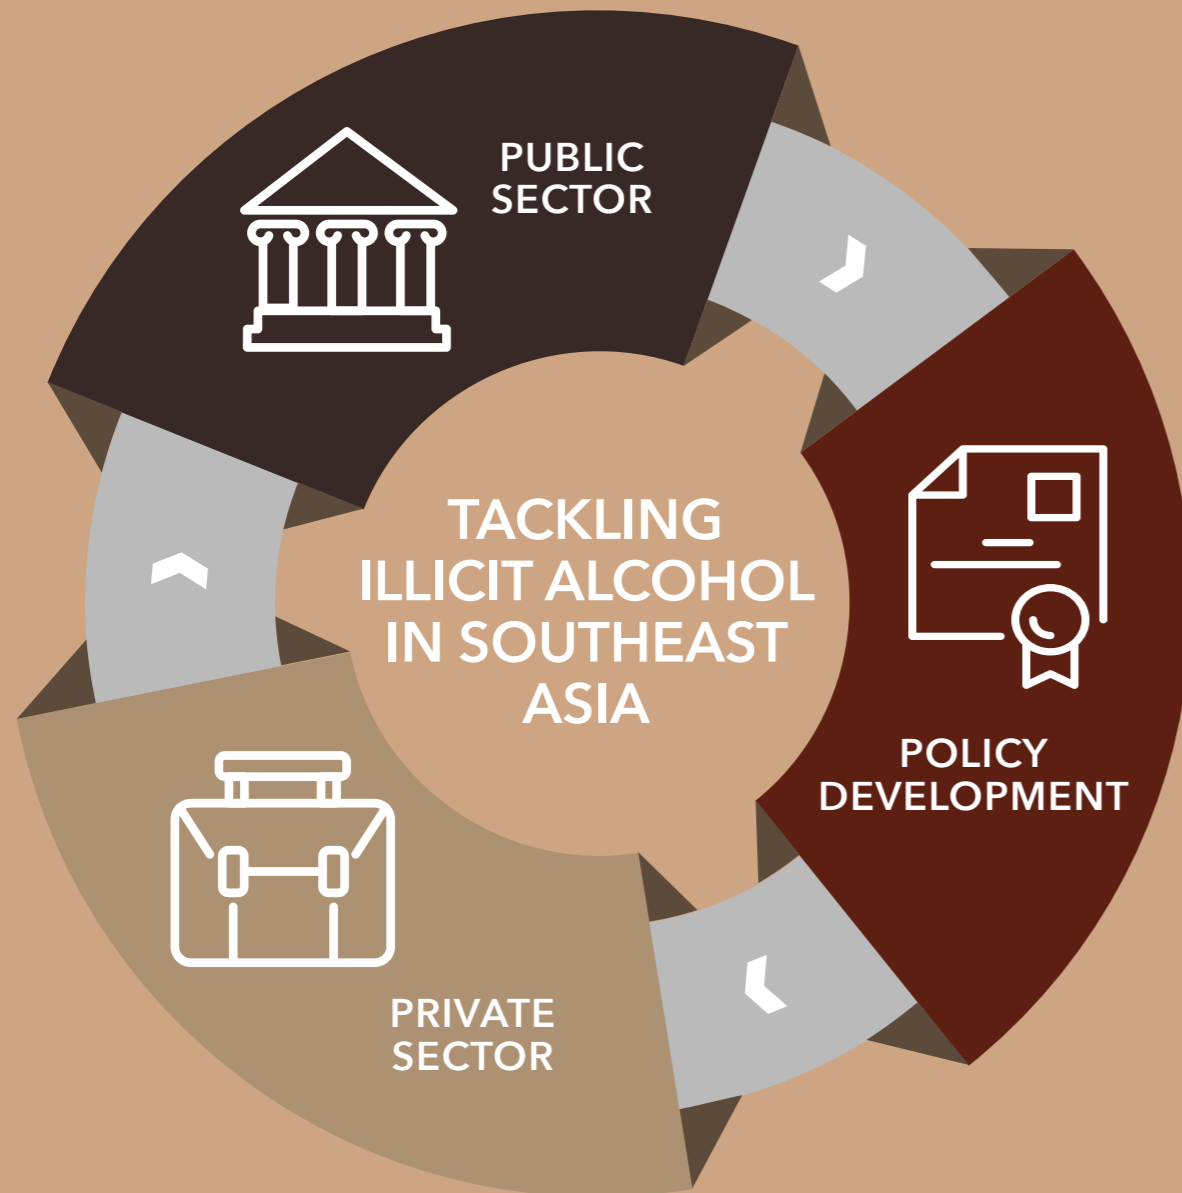 PUBLIC
SECTOR
TACKLING
ILLICIT ALCOHOL
IN SOUTHEAST
ASIA
POLICY
DEVELOPMENT
PRIVATE
SECTOR